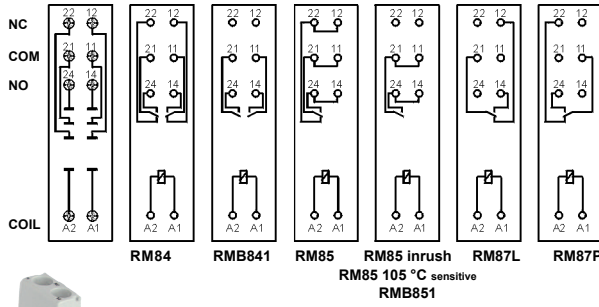 NC 22 12 22 12 22 12 22 12 22 12 22 12 22 12
COM 21 11 21 11 21 11 21 11 21 11 21 11 21 11
NO 24 14 24 14 24 14 24 14 24 14 24 14 24 14
COIL A2 A1 A2 A1 A2 A1 A2 A1 A2 A1 A2 A1 A2 A1
RM84 RMB841 RM85 RM85 inrush RM87L RM87P
RM85 105 °C sensitive
RMB851